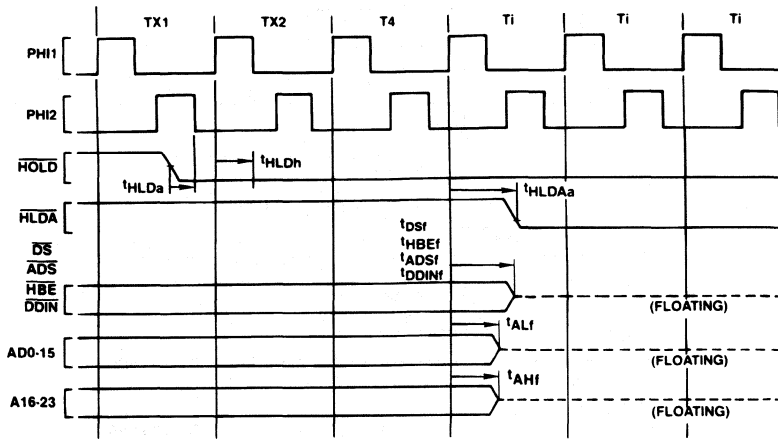 TX1 TX2 T4 Ti Ti Ti
PHI1
PHI2
HOLD
tHLDa
tHLDh
tHLDAa
HLDA
tDSf
tHBEf
tADSf
tDDINf
DS
ADS
HBE
DDIN
(FLOATING)
tALf
AD0-15
(FLOATING)
tAHf
A16-23
(FLOATING)